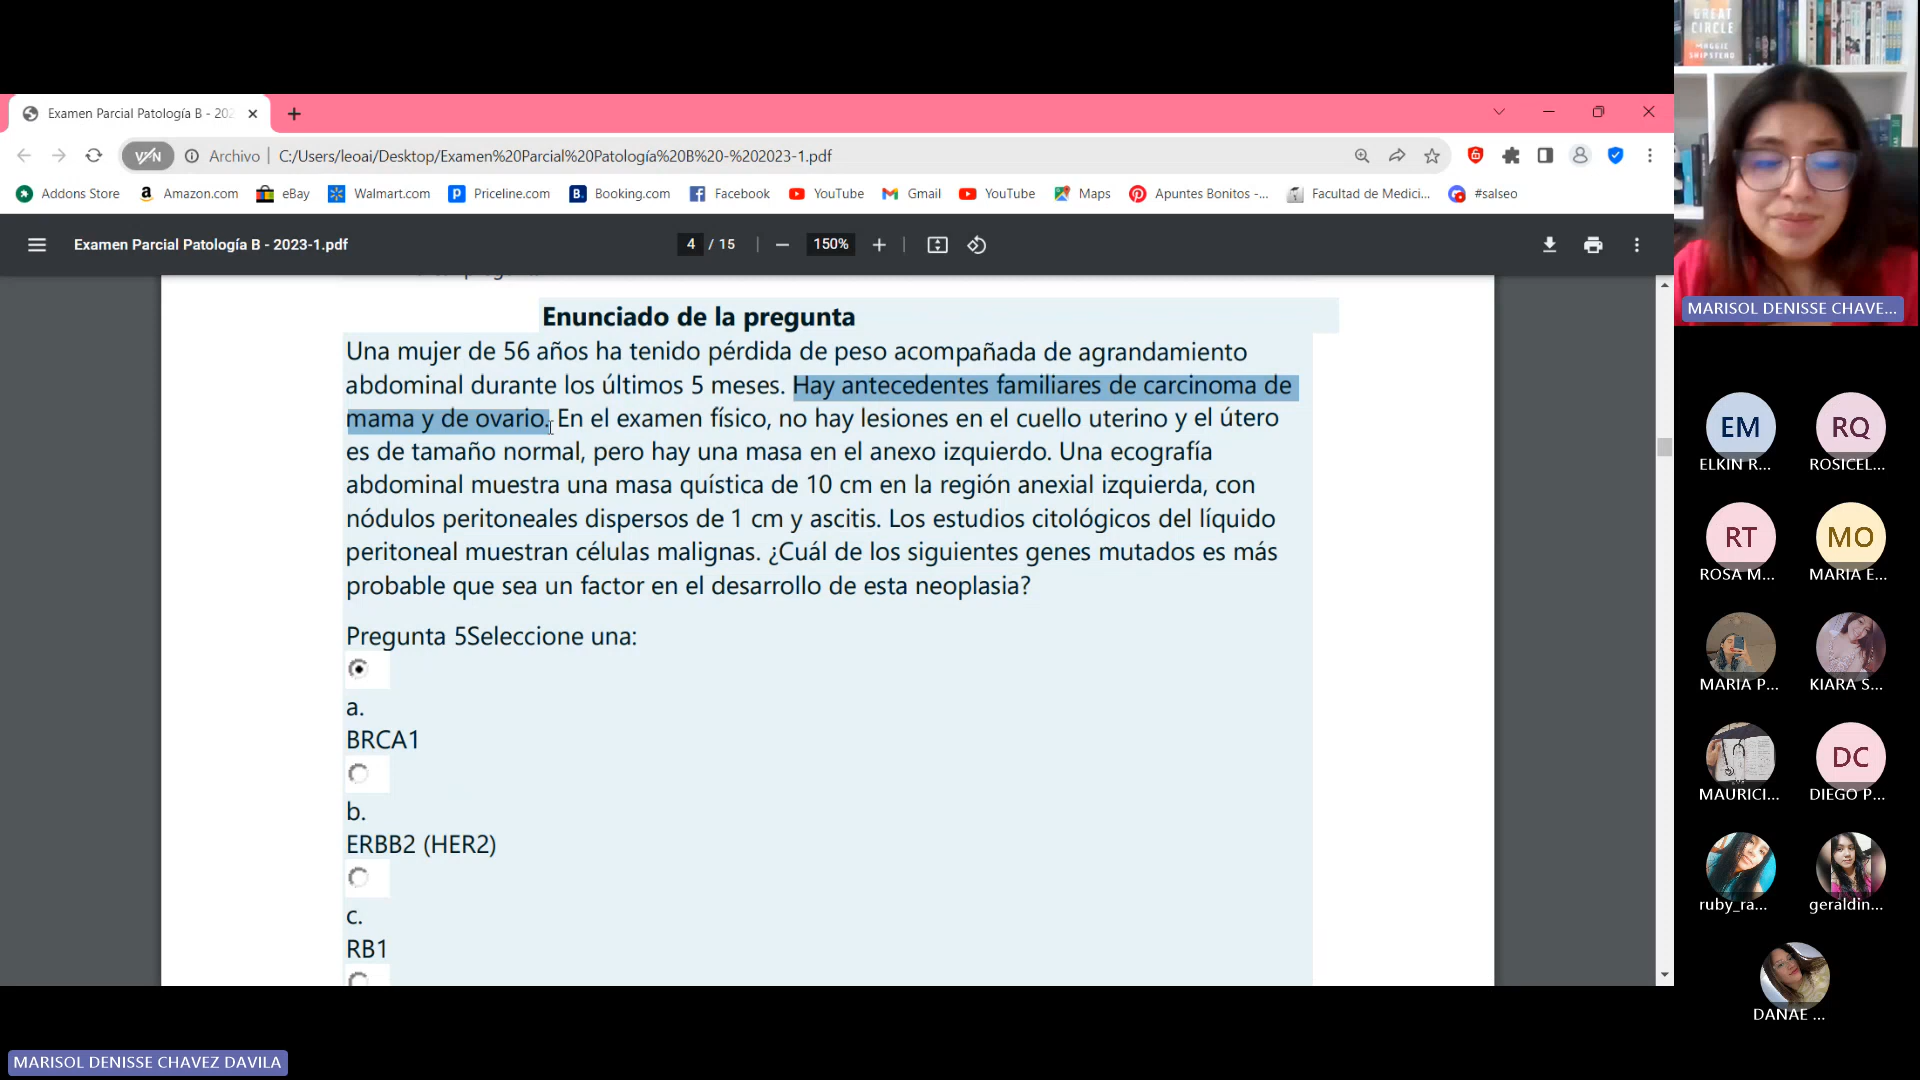 GREAT
CIRCLE
MAGGIE
SHIPSTEAD
Examen Parcial Patología B - 202
Archivo
C:/Users/leoai/Desktop/Examen%20Parcial%20Patología%20B%20-%202023-1.pdf
Addons Store
Amazon.com
eBay
Walmart.com
Priceline.com
Booking.com
Facebook
YouTube
Gmail
YouTube
Maps
Apuntes Bonitos -...
Facultad de Medici...
#salseo
Examen Parcial Patología B - 2023-1.pdf
4 / 15
150%
Enunciado de la pregunta
Una mujer de 56 años ha tenido pérdida de peso acompañada de agrandamiento
abdominal durante los últimos 5 meses. Hay antecedentes familiares de carcinoma de
mama y de ovario. En el examen físico, no hay lesiones en el cuello uterino y el útero
es de tamaño normal, pero hay una masa en el anexo izquierdo. Una ecografía
abdominal muestra una masa quística de 10 cm en la región anexial izquierda, con
nódulos peritoneales dispersos de 1 cm y ascitis. Los estudios citológicos del líquido
peritoneal muestran células malignas. ¿Cuál de los siguientes genes mutados es más
probable que sea un factor en el desarrollo de esta neoplasia?
Pregunta 5Seleccione una:
a.
BRCA1
b.
ERBB2 (HER2)
c.
RB1
MARISOL DENISSE CHAVE...
EM
ELKIN R...
RQ
ROSICEL...
RT
ROSA M...
MO
MARIA E...
MARIA P...
KIARA S...
MAURICI...
DC
DIEGO P...
ruby_ra...
geraldin...
DANAE ...
MARISOL DENISSE CHAVEZ DAVILA